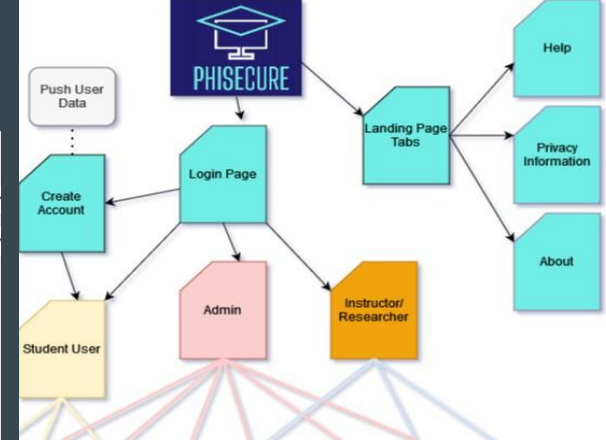 PHISECURE
Help
Push User
Data
Landing Page
Tabs
Privacy
Information
Login Page
Create
Account
About
Admin
Instructor/
Researcher
Student User